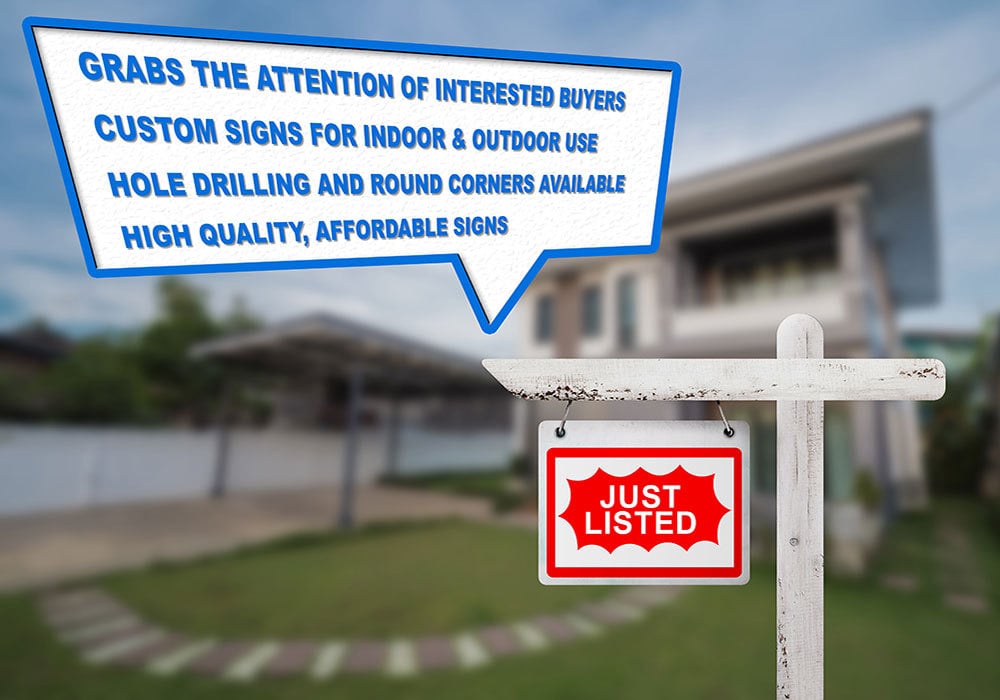 GRABS THE ATTENTION OF INTERESTED BUYERS
CUSTOM SIGNS FOR INDOOR & OUTDOOR USE
HOLE DRILLING AND ROUND CORNERS AVAILABLE
HIGH QUALITY, AFFORDABLE SIGNS
JUST
LISTED